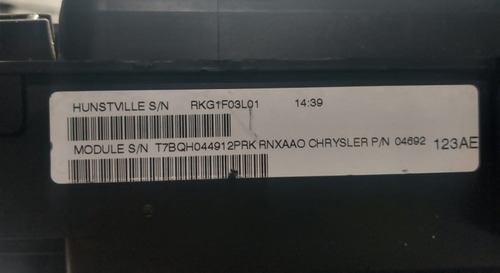 HUNSTVILLE S/N RKG1F03L01 14:39
MODULE S/N T7BQH044912PRK RNXAAO CHRYSLER P/N 04692 123AE